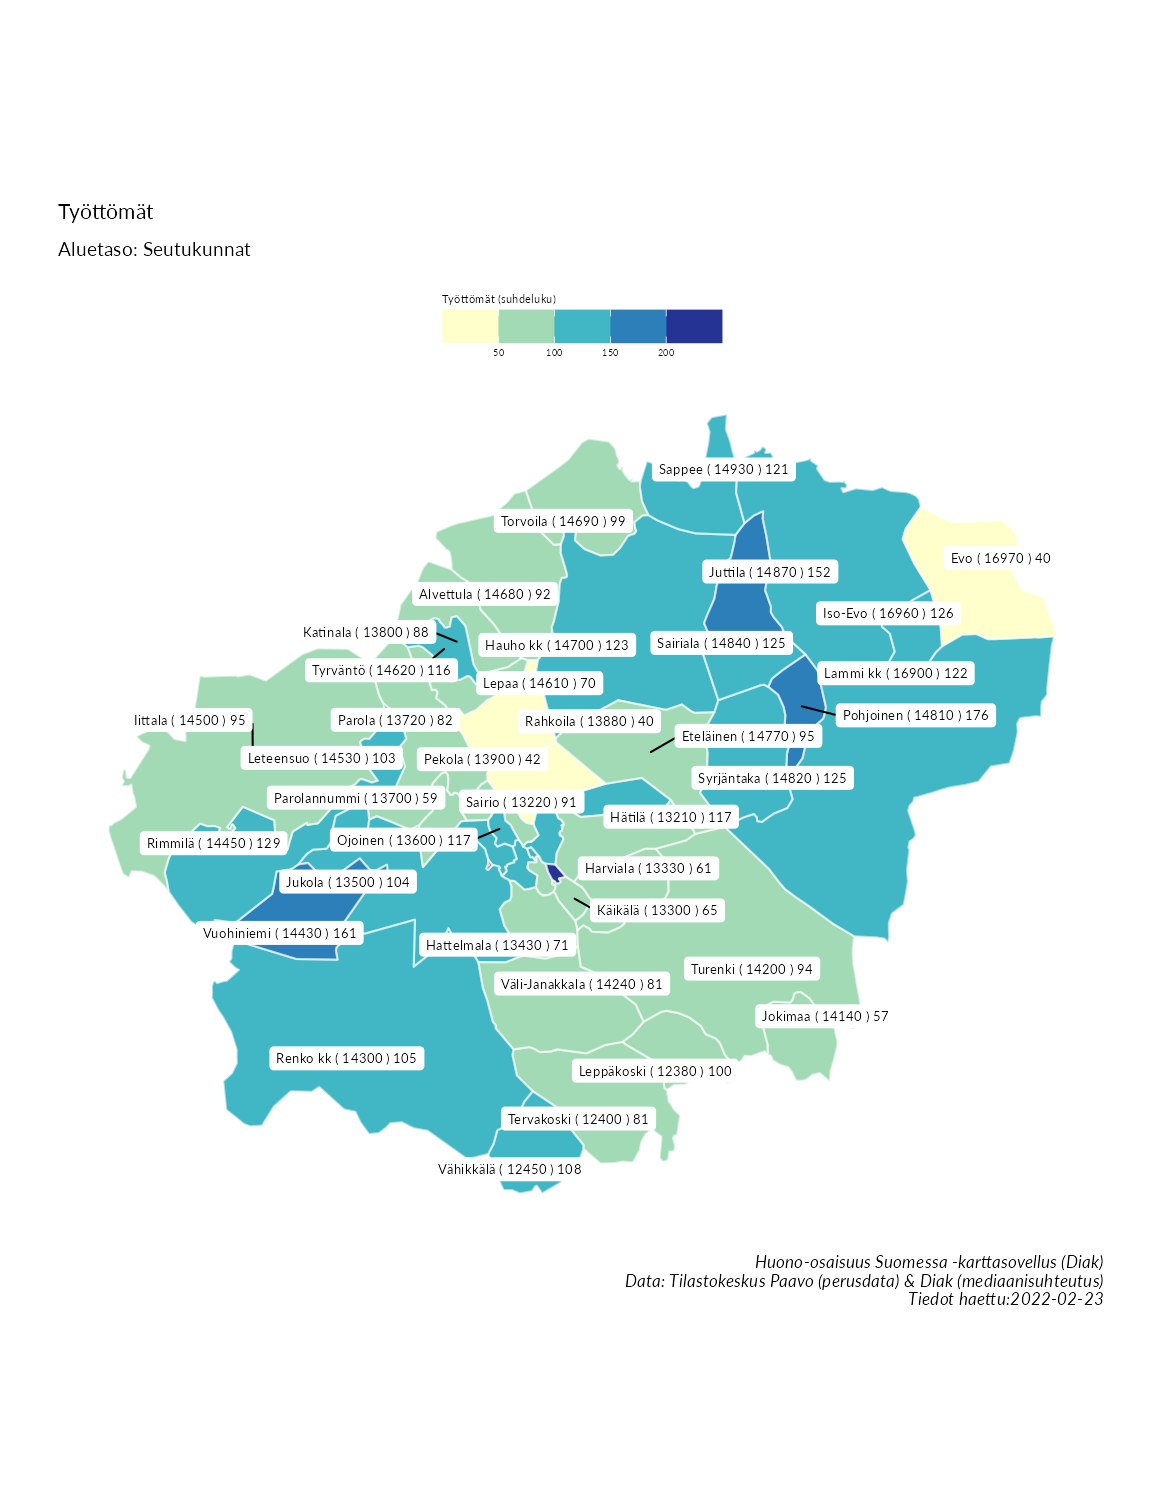 Työttömät
Aluetaso: Seutukunnat
Työttömät (suhdeluku)
50 100 150 200
Sappee ( 14930 ) 121
Torvoila ( 14690 ) 99
Evo ( 16970 ) 40
Juttila ( 14870 ) 152
Alvettula ( 14680 ) 92
Iso-Evo ( 16960 ) 126
Katinala ( 13800 ) 88
Hauho kk ( 14700 ) 123
Sairiala ( 14840 ) 125
Tyrväntö ( 14620 ) 116
Lammi kk ( 16900 ) 122
Lepaa ( 14610 ) 70
Pohjoinen ( 14810 ) 176
Iittala ( 14500 ) 95
Parola ( 13720 ) 82
Rahkoila ( 13880 ) 40
Eteläinen ( 14770 ) 95
Leteensuo ( 14530 ) 103
Pekola ( 13900 ) 42
Syrjäntaka ( 14820 ) 125
Parolannummi ( 13700 ) 59
Sairio ( 13220 ) 91
Hätilä ( 13210 ) 117
Rimmilä ( 14450 ) 129
Ojoinen ( 13600 ) 117
Harviala ( 13330 ) 61
Jukola ( 13500 ) 104
Käikälä ( 13300 ) 65
Vuohiniemi ( 14430 ) 161
Hattelmala ( 13430 ) 71
Turenki ( 14200 ) 94
Väli-Janakkala ( 14240 ) 81
Jokimaa ( 14140 ) 57
Renko kk ( 14300 ) 105
Leppäkoski ( 12380 ) 100
Tervakoski ( 12400 ) 81
Vähikkälä ( 12450 ) 108
Huono-osaisuus Suomessa -karttasovellus (Diak)
Data: Tilastokeskus Paavo (perusdata) & Diak (mediaanisuhteutus)
Tiedot haettu:2022-02-23